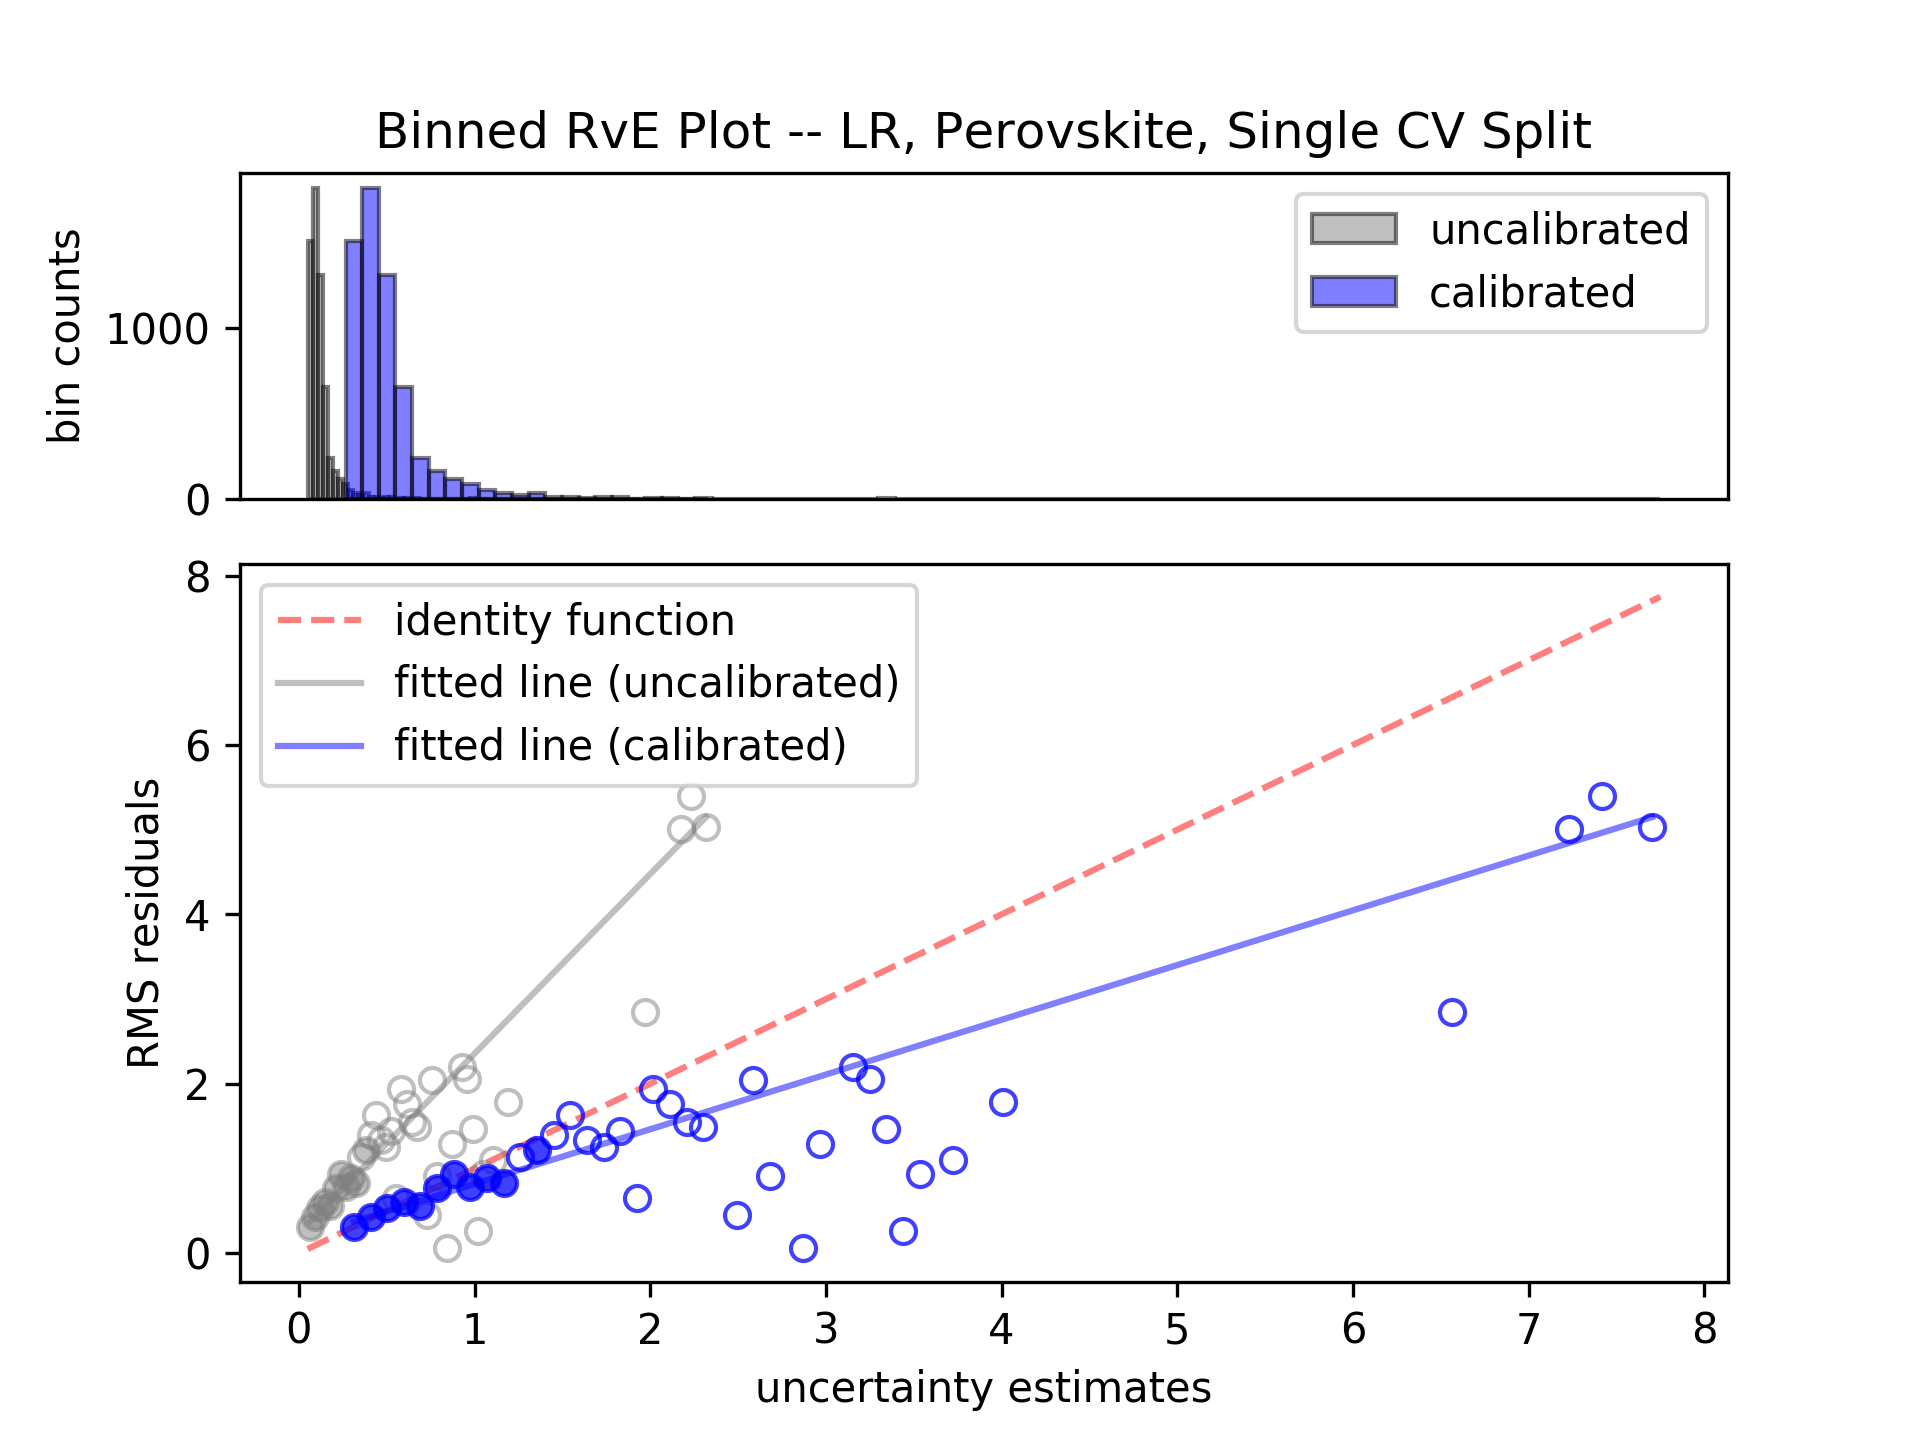 Binned RvE Plot -- LR, Perovskite, Single CV Split
bin counts
1000
0
uncalibrated
calibrated
RMS residuals
8
6
4
2
0
identity function
fitted line (uncalibrated)
fitted line (calibrated)
0 1 2 3 4 5 6 7 8
uncertainty estimates